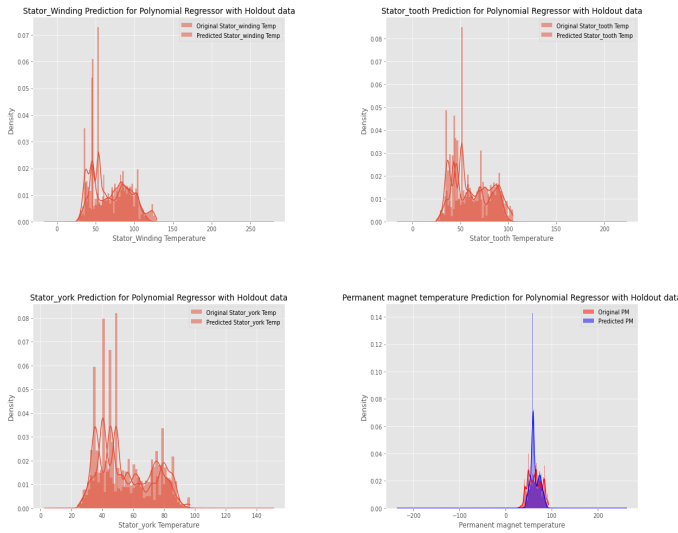 Stator_Winding Prediction for Polynomial Regressor with Holdout data
Original Stator_winding Temp
Predicted Stator_winding Temp
0.07
0.06
0.05
0.04
0.03
0.02
0.01
0.00
Density
0 50 100 150 200 250
Stator_Winding Temperature
Stator_tooth Prediction for Polynomial Regressor with Holdout data
Original Stator_tooth Temp
Predicted Stator_tooth Temp
0.08
0.07
0.06
0.05
0.04
0.03
0.02
0.01
0.00
Density
0 50 100 150 200
Stator_tooth Temperature
Stator_york Prediction for Polynomial Regressor with Holdout data
Original Stator_york Temp
Predicted Stator_york Temp
0.08
0.07
0.06
0.05
0.04
0.03
0.02
0.01
0.00
Density
0 20 40 60 80 100 120 140
Stator_york Temperature
Permanent magnet temperature Prediction for Polynomial Regressor with Holdout data
Original PM
Predicted PM
0.14
0.12
0.10
0.08
0.06
0.04
0.02
0.00
Density
−200 −100 0 100 200
Permanent magnet temperature